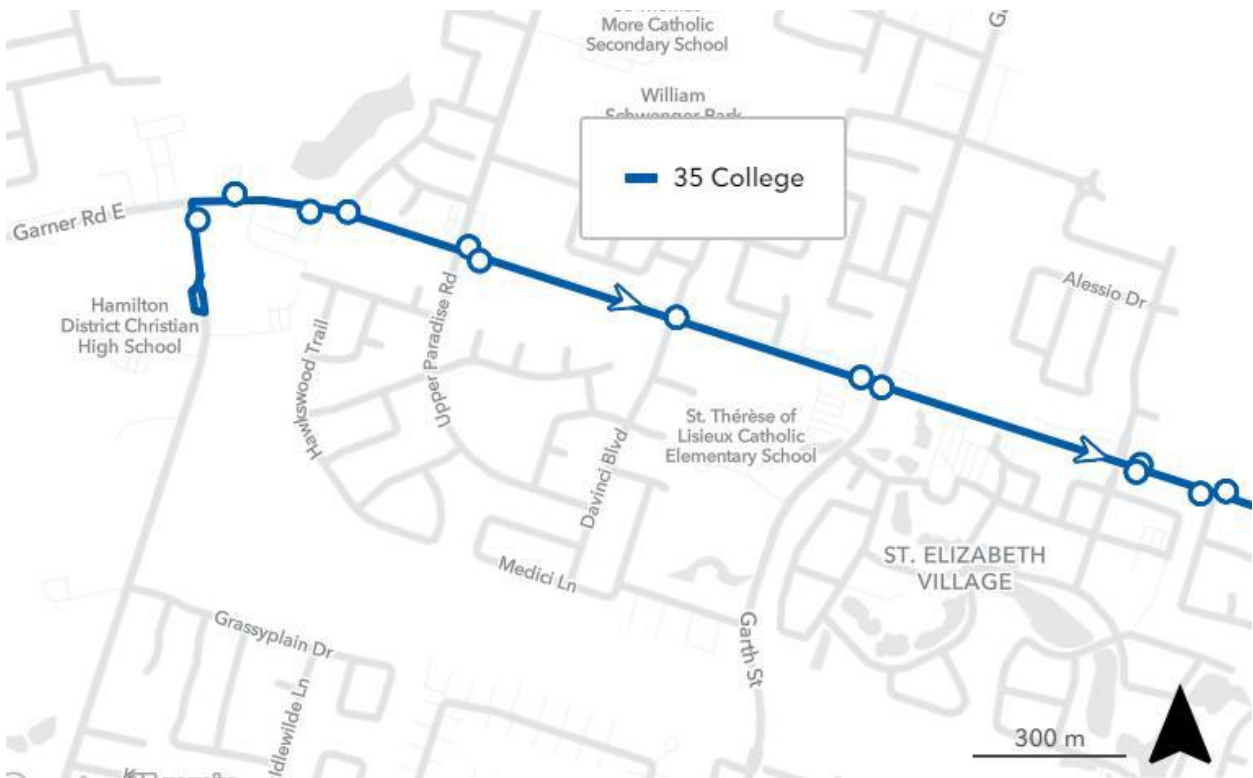 More Catholic
Secondary School
William
35 College
Garner Rd E
Alessio Dr
Hamilton
District Christian
High School
Hawkswood Trail
Upper Paradise Rd
St. Thérèse of
Lisieux Catholic
Elementary School
Davinci Blvd
Medici Ln
ST. ELIZABETH
VILLAGE
Garth St
Grassyplain Dr
Idlewilde Ln
300 m